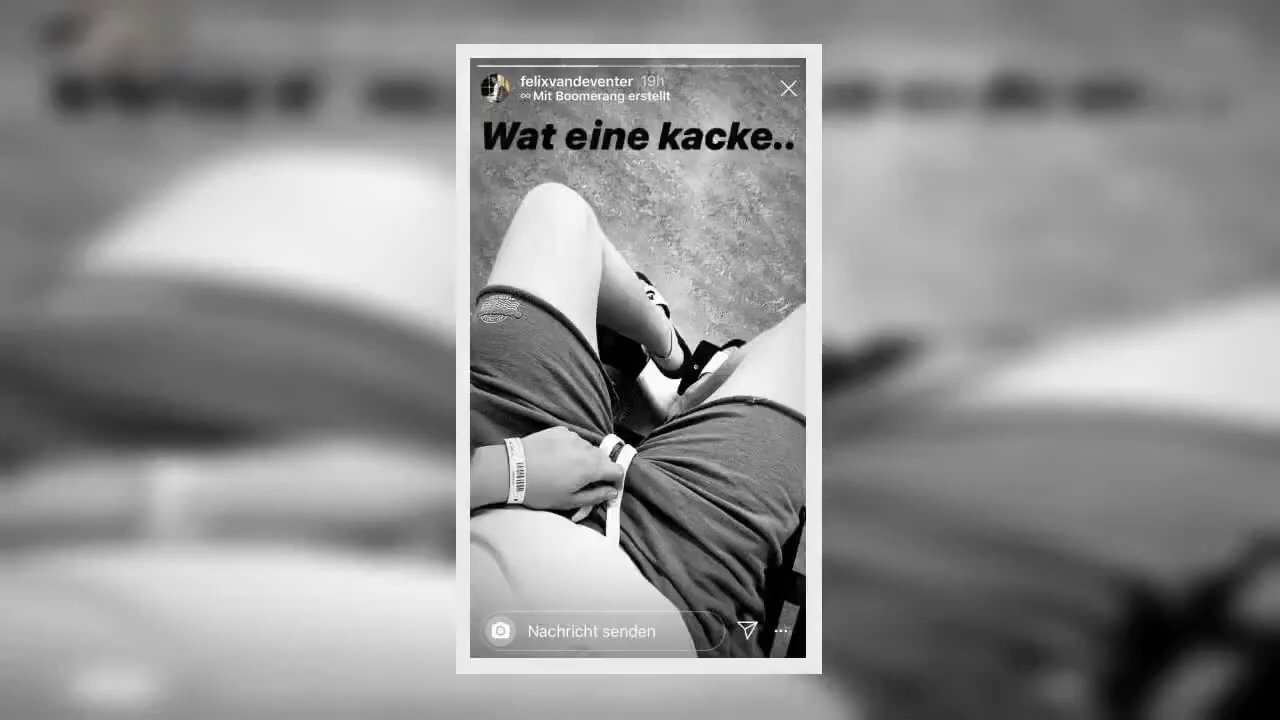 felixvandeventer 19h
∞ Mit Boomerang erstellt
Wat eine kacke..
Nachricht senden